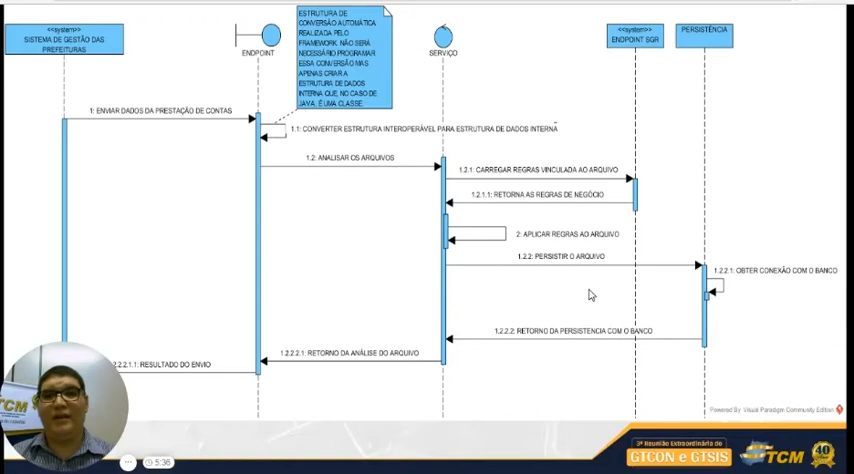 <<system>>
SISTEMA DE GESTÃO DAS
PREFEITURAS
ENDPOINT
ESTRUTURA DE
CONVERSÃO AUTOMÁTICA
REALIZADA PELO
FRAMEWORK. NÃO SERÁ
NECESSÁRIO PROGRAMAR
ESSA CONVERSÃO MAS
APENAS CRIAR A
ESTRUTURA DE DADOS
INTERNA QUE, NO CASO DE
JAVA, É UMA CLASSE.
SERVIÇO
<<system>>
ENDPOINT SGR
PERSISTÊNCIA
1: ENVIAR DADOS DA PRESTAÇÃO DE CONTAS
1.1: CONVERTER ESTRUTURA INTEROPERÁVEL PARA ESTRUTURA DE DADOS INTERNA
1.2: ANALISAR OS ARQUIVOS
1.2.1: CARREGAR REGRAS VINCULADA AO ARQUIVO
1.2.1.1: RETORNA AS REGRAS DE NEGÓCIO
2: APLICAR REGRAS AO ARQUIVO
1.2.2: PERSISTIR O ARQUIVO
1.2.2.1: OBTER CONEXÃO COM O BANCO
1.2.2.2: RETORNO DA PERSISTENCIA COM O BANCO
1.2.2.2.1: RETORNO DA ANÁLISE DO ARQUIVO
2.2.2.1.1: RESULTADO DO ENVIO
Powered By Visual Paradigm Community Edition
TCM
5:36
3ª Reunião Extraordinária do
GTCON e GTSIS
TCM
40